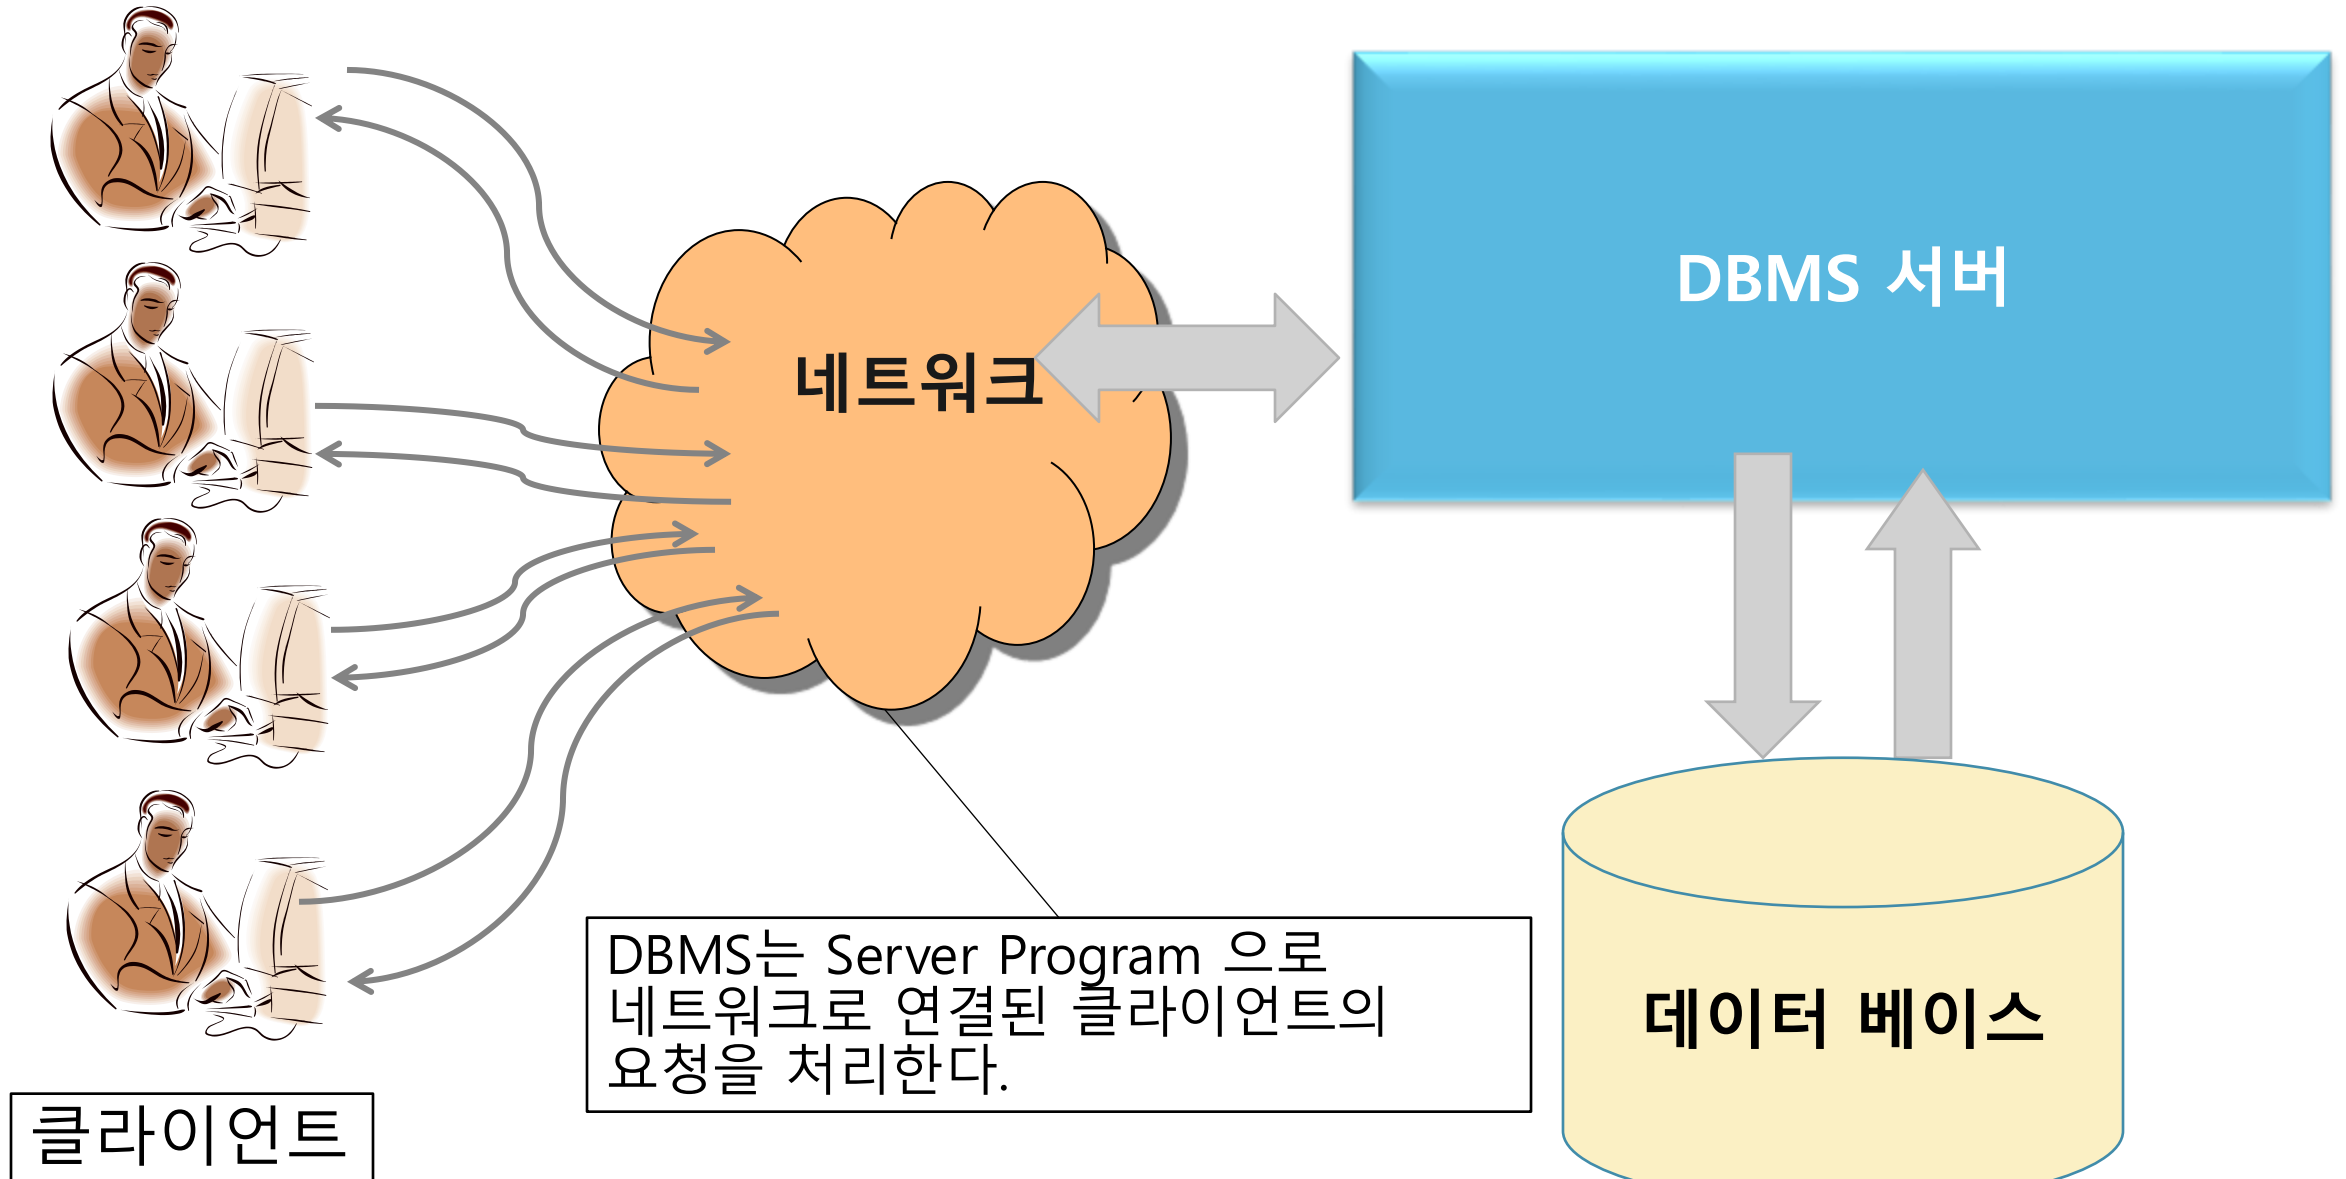 DBMS 서버
네트워크
DBMS는 Server Program 으로
네트워크로 연결된 클라이언트의
요청을 처리한다.
데이터 베이스
클라이언트